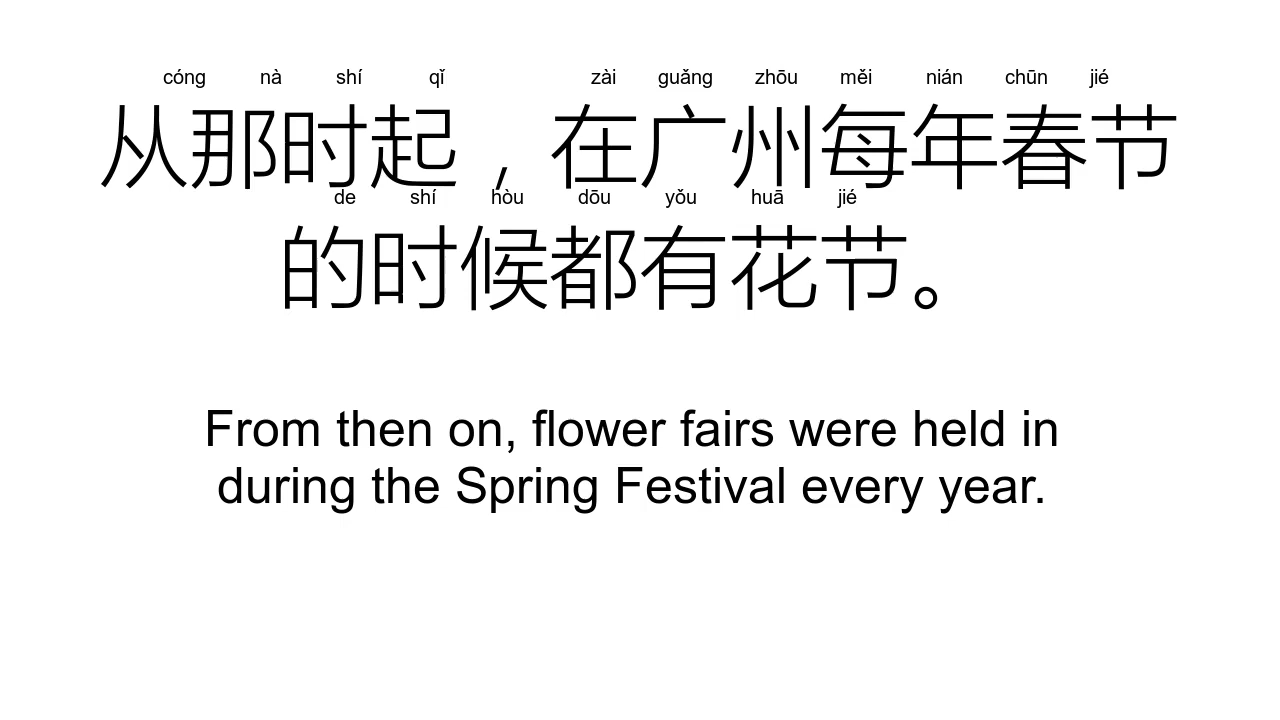 cóng nà shí qǐ zài guǎng zhōu měi nián chūn jié
从那时起，在广州每年春节
de shí hòu dōu yǒu huā jié
的时候都有花节。
From then on, flower fairs were held in
during the Spring Festival every year.